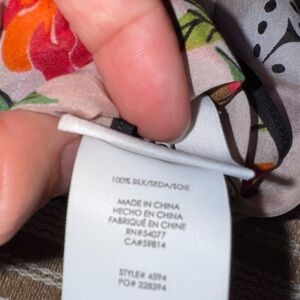 100% SILK/SEDA/SOIE
MADE IN CHINA
HECHO EN CHINA
FABRIQUÉ EN CHINE
RN#54077
CA#59814
STYLE# 4594
PO# 228394